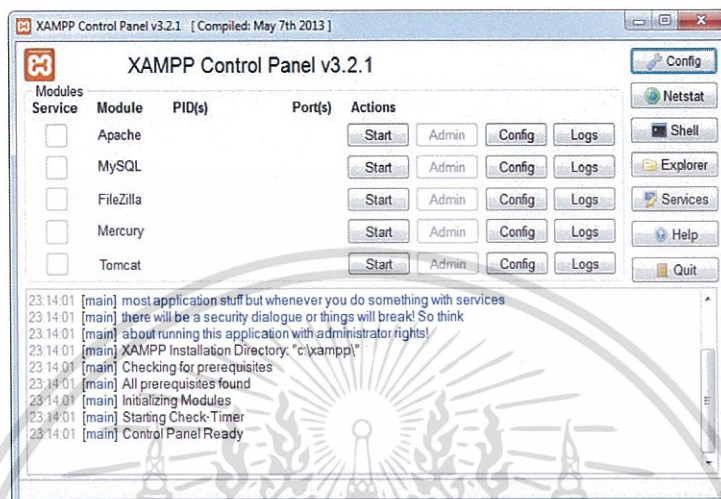 XAMPP Control Panel v3.2.1 [ Compiled: May 7th 2013 ]
XAMPP Control Panel v3.2.1
Config
Modules
Service Module PID(s) Port(s) Actions
Netstat
Apache Start Admin Config Logs
Shell
MySQL Start Admin Config Logs
Explorer
FileZilla Start Admin Config Logs
Services
Mercury Start Admin Config Logs
Help
Tomcat Start Admin Config Logs
Quit
23:14:01 [main] most application stuff but whenever you do something with services
23:14:01 [main] there will be a security dialogue or things will break! So think
23:14:01 [main] about running this application with administrator rights!
23:14:01 [main] XAMPP Installation Directory: "c:\xampp\"
23:14:01 [main] Checking for prerequisites
23:14:01 [main] All prerequisites found
23:14:01 [main] Initializing Modules
23:14:01 [main] Starting Check-Timer
23:14:01 [main] Control Panel Ready